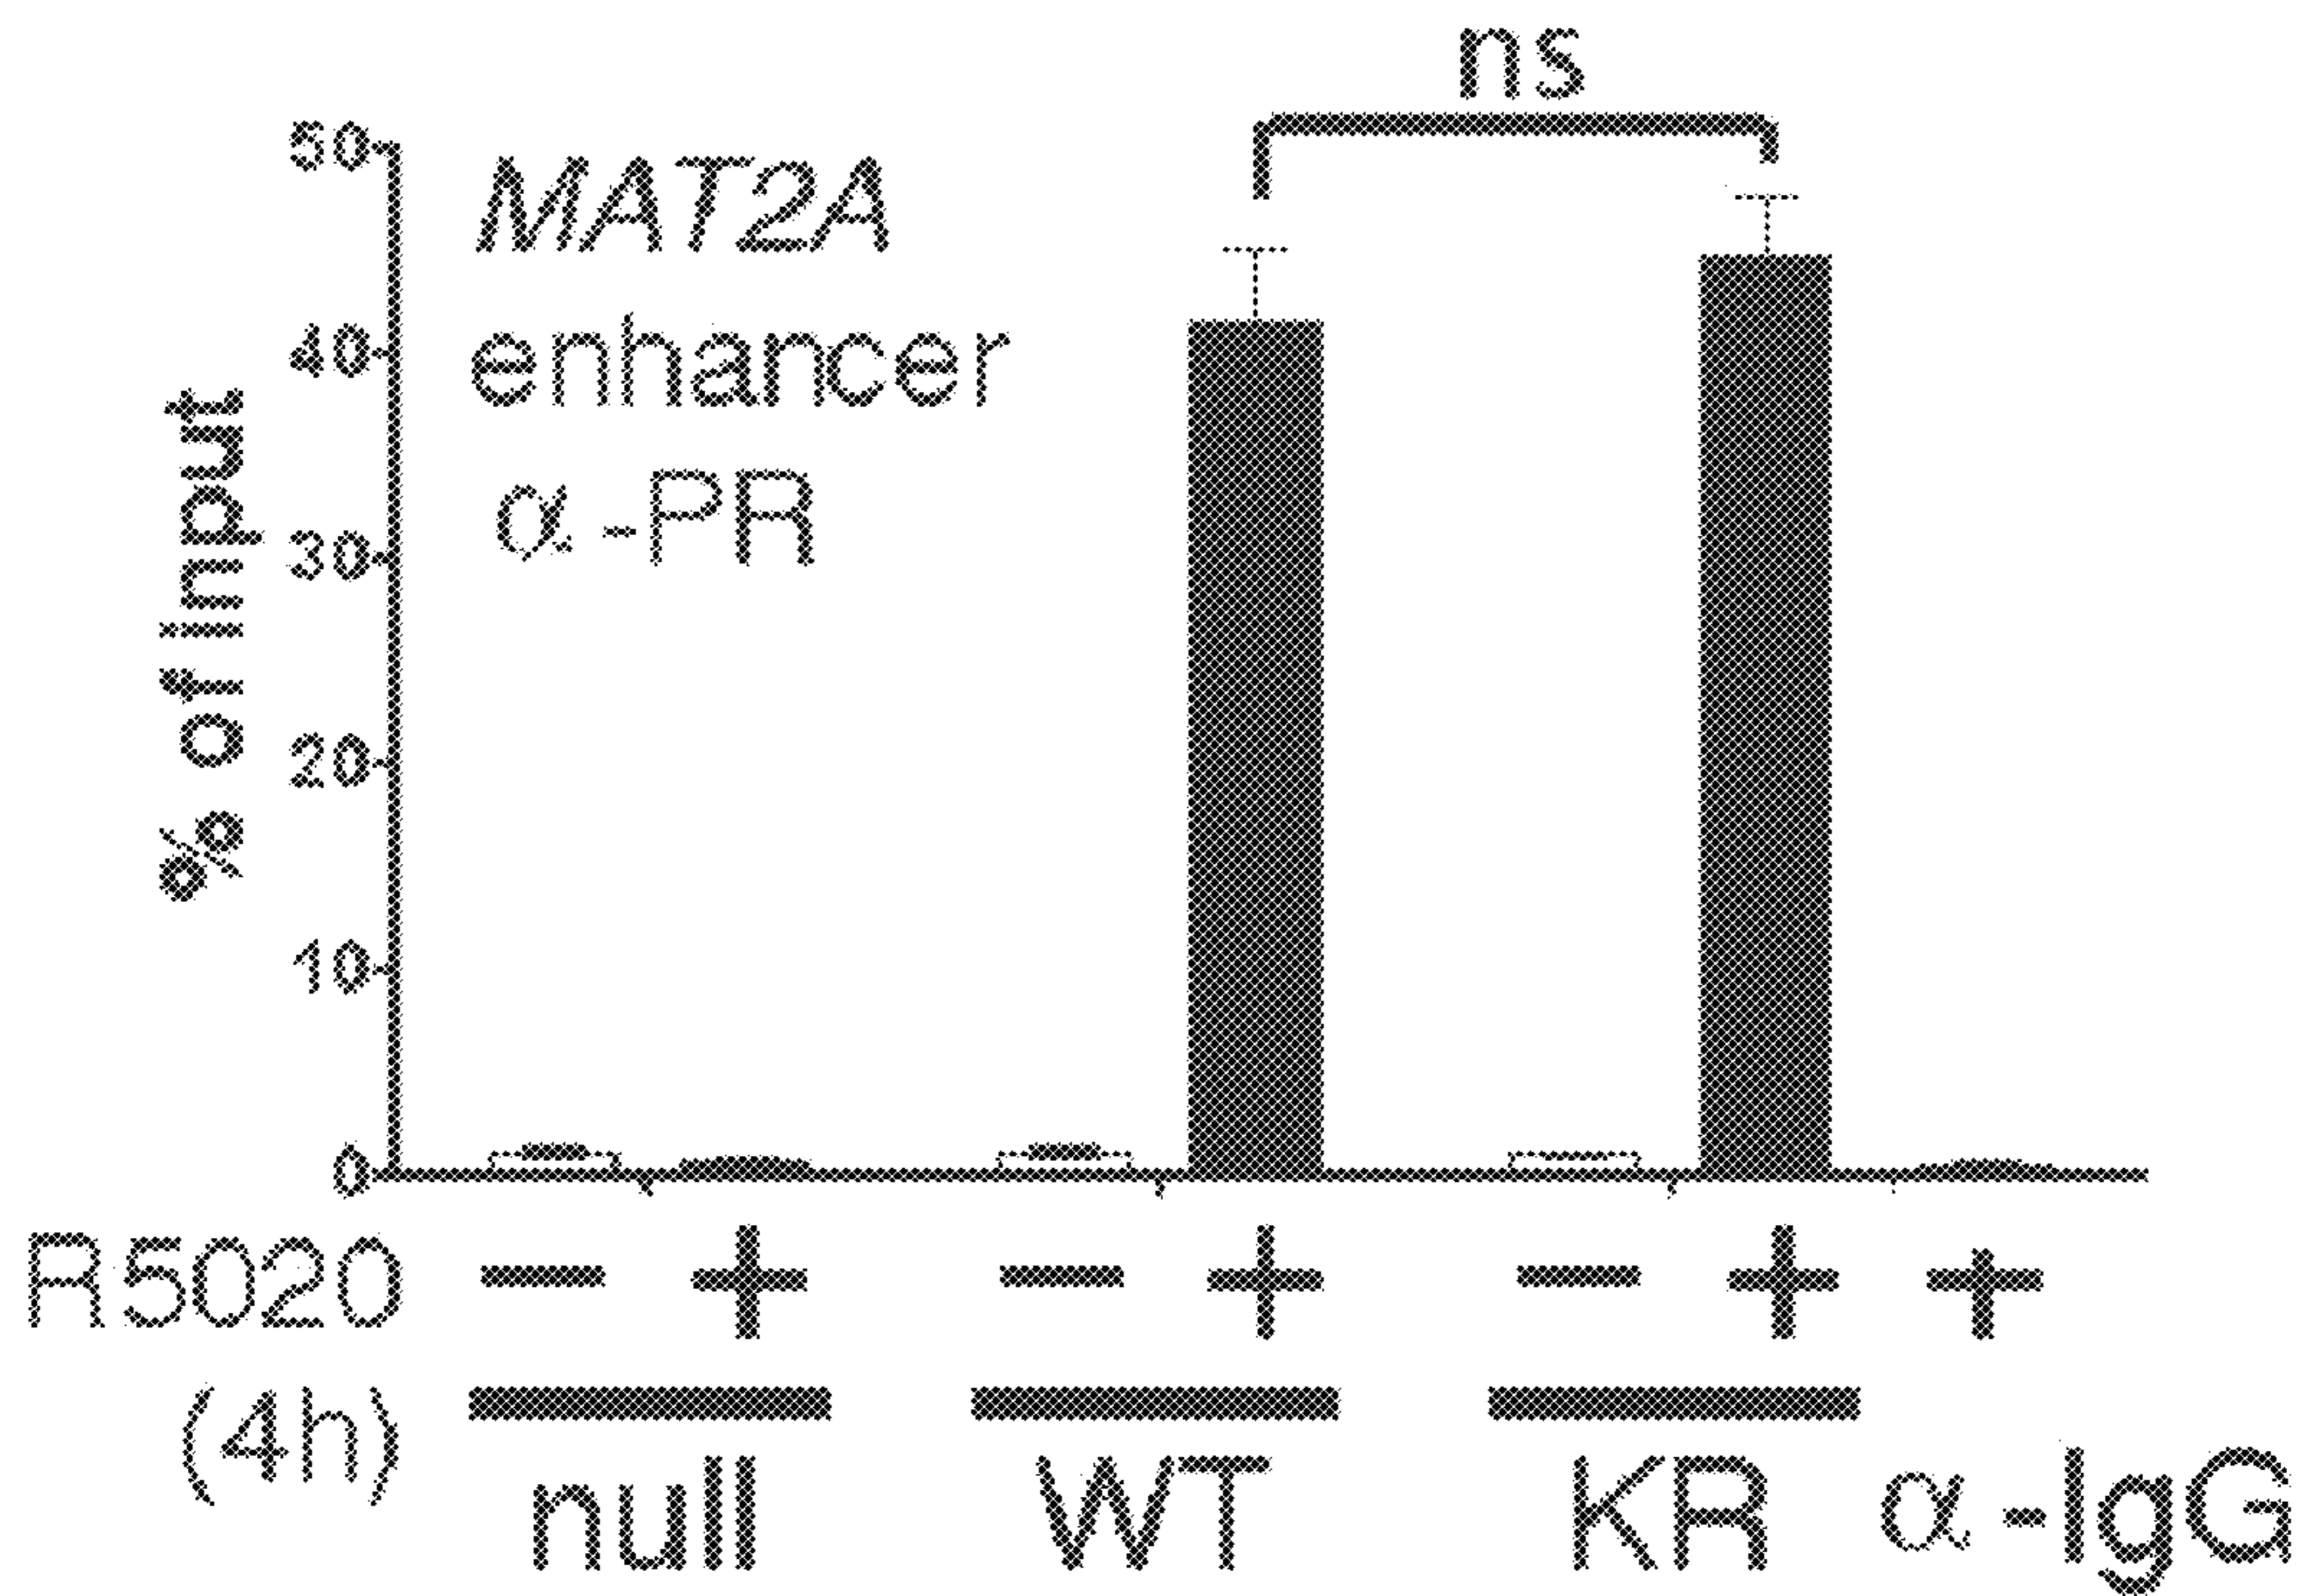 ns
50
MAT2A
40
enhancer
α-PR
30
% of input
20
10
0
R5020 − + − + − + +
(4h)
null WT KR α-IgG